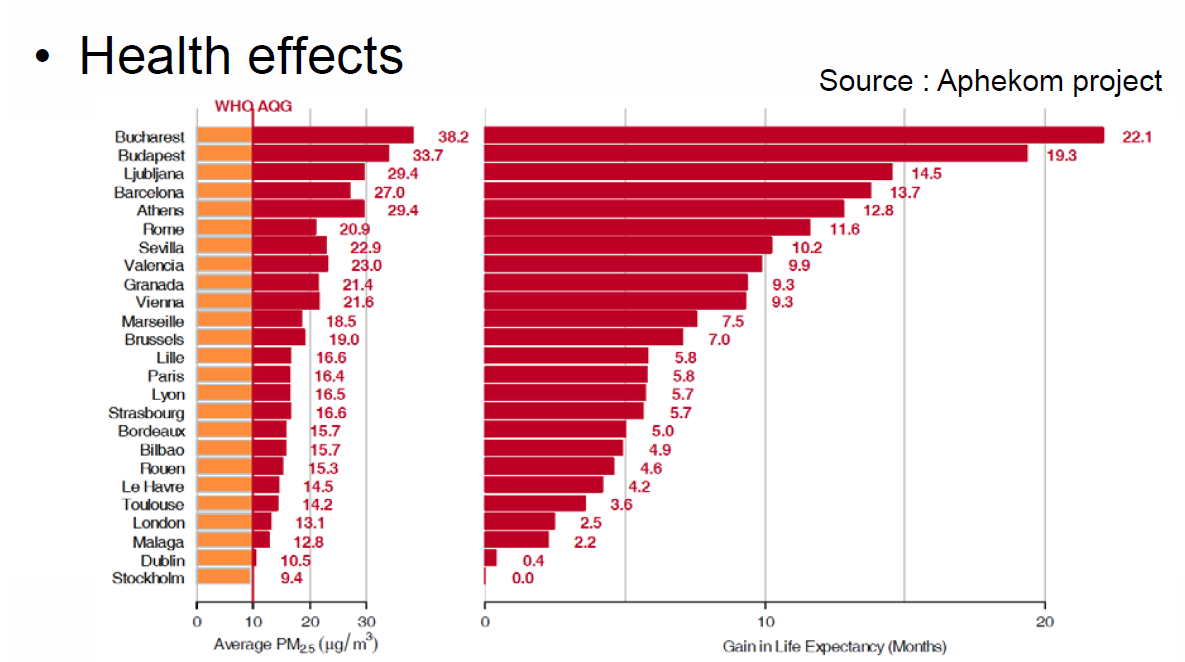 • Health effects
Source : Aphekom project
WHO AQG
Bucharest 38.2 22.1
Budapest 33.7 19.3
Ljubljana 29.4 14.5
Barcelona 27.0 13.7
Athens 29.4 12.8
Rome 20.9 11.6
Sevilla 22.9 10.2
Valencia 23.0 9.9
Granada 21.4 9.3
Vienna 21.6 9.3
Marseille 18.5 7.5
Brussels 19.0 7.0
Lille 16.6 5.8
Paris 16.4 5.8
Lyon 16.5 5.7
Strasbourg 16.6 5.7
Bordeaux 15.7 5.0
Bilbao 15.7 4.9
Rouen 15.3 4.6
Le Havre 14.5 4.2
Toulouse 14.2 3.6
London 13.1 2.5
Malaga 12.8 2.2
Dublin 10.5 0.4
Stockholm 9.4 0.0
0 10 20 30 0 10 20
Average PM2.5 (µg/m³) Gain in Life Expectancy (Months)